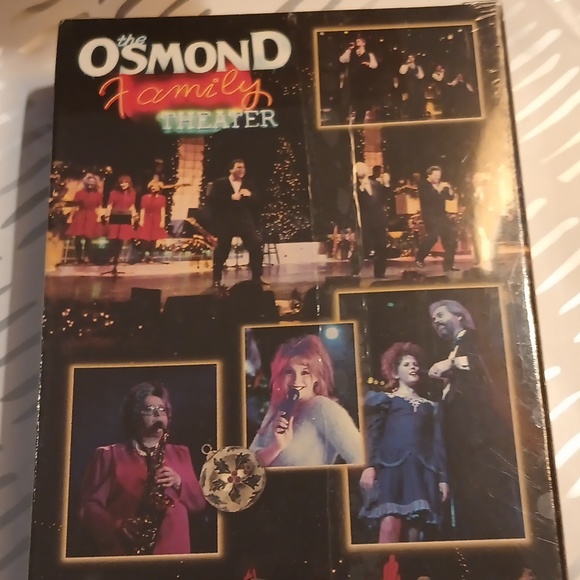 the
OSMOND
Family
THEATER